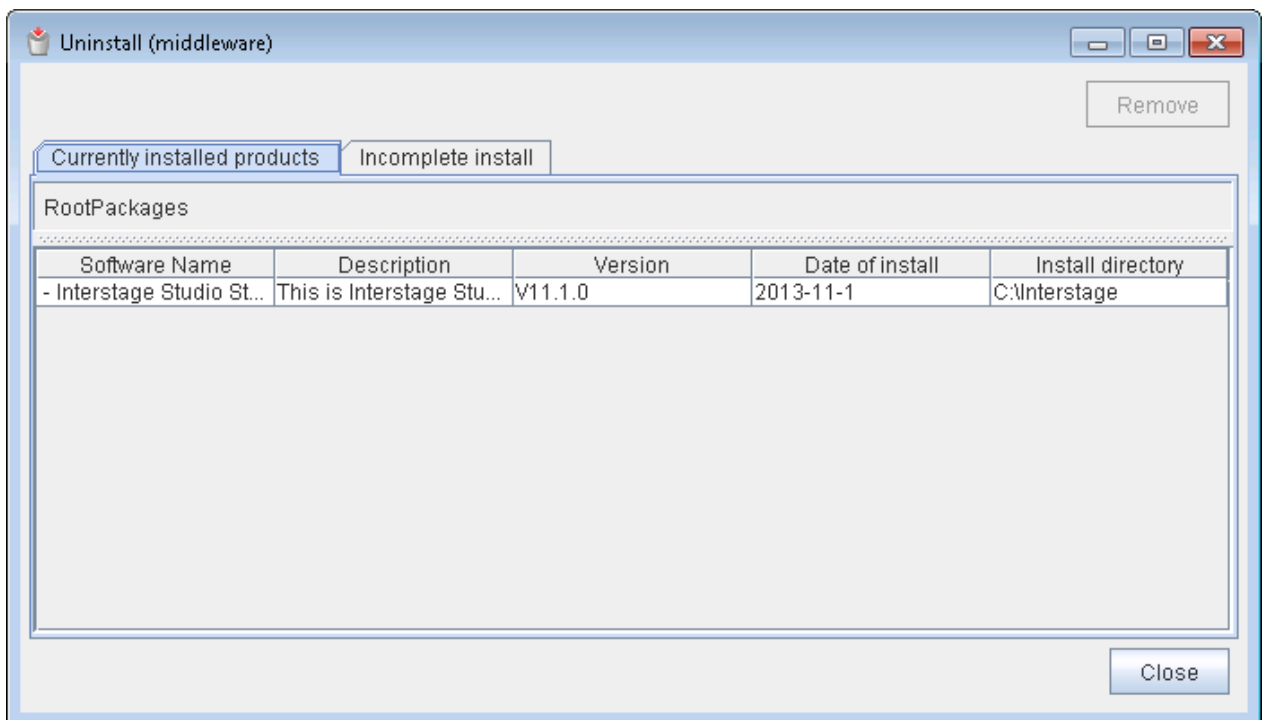 Uninstall (middleware)
Remove
Currently installed products Incomplete install
RootPackages
Software Name Description Version Date of install Install directory
- Interstage Studio St... This is Interstage Stu... V11.1.0 2013-11-1 C:\Interstage
Close